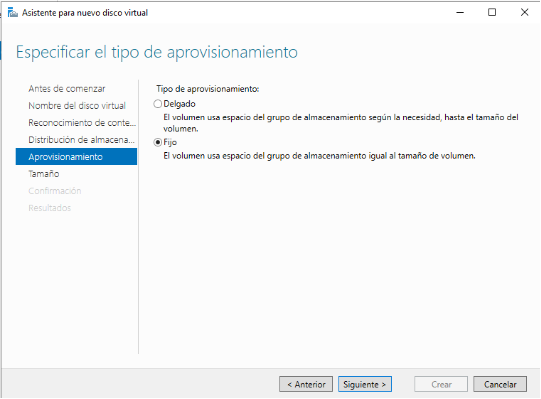 Asistente para nuevo disco virtual
Especificar el tipo de aprovisionamiento
Antes de comenzar
Nombre del disco virtual
Reconocimiento de conte...
Distribución de almacena...
Aprovisionamiento
Tamaño
Confirmación
Resultados
Tipo de aprovisionamiento:
Delgado
El volumen usa espacio del grupo de almacenamiento según la necesidad, hasta el tamaño del
volumen.
Fijo
El volumen usa espacio del grupo de almacenamiento igual al tamaño de volumen.
< Anterior
Siguiente >
Crear
Cancelar